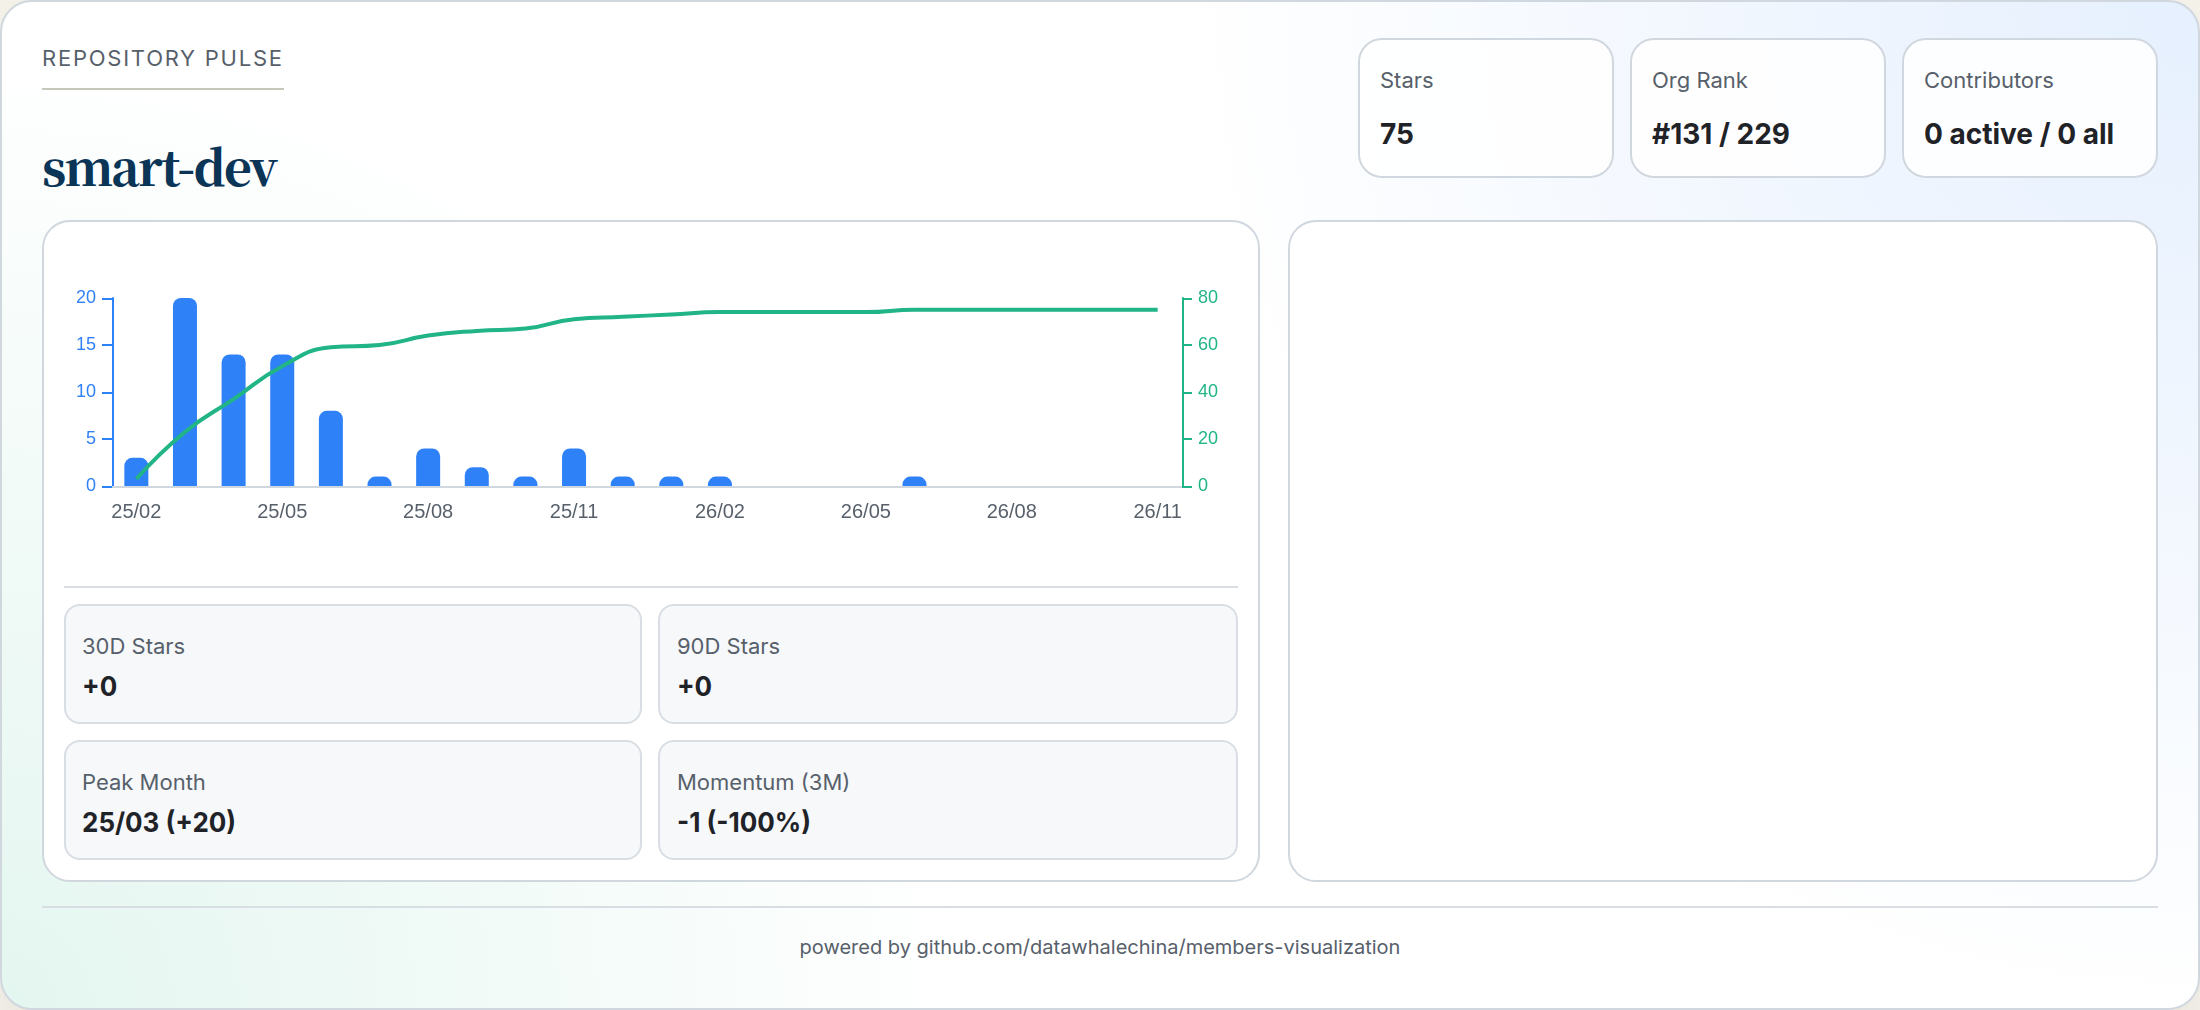 REPOSITORY PULSE
smart-dev
Stars
75
Org Rank
#131 / 229
Contributors
0 active / 0 all
20
15
10
5
0
80
60
40
20
0
25/02
25/05
25/08
25/11
26/02
26/05
26/08
26/11
30D Stars
+0
90D Stars
+0
Peak Month
25/03 (+20)
Momentum (3M)
-1 (-100%)
powered by github.com/datawhalechina/members-visualization